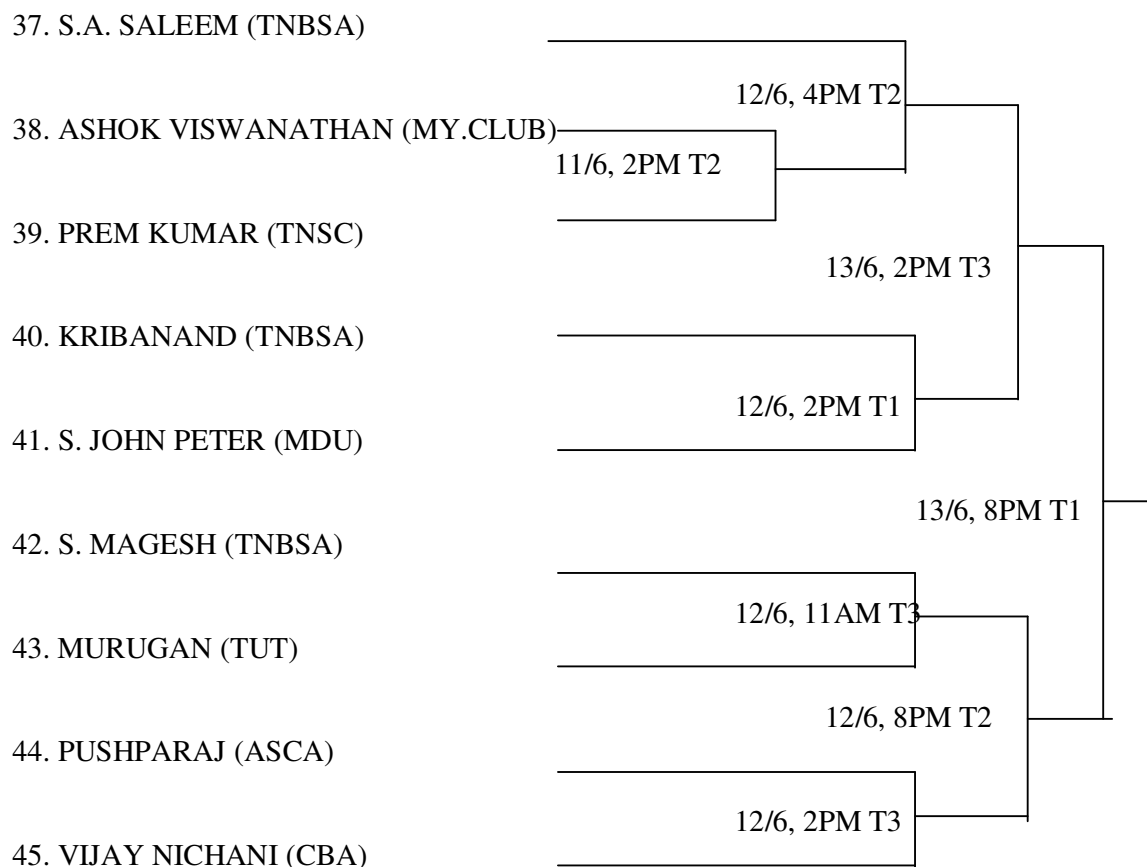 37. S.A. SALEEM (TNBSA)
12/6, 4PM T2
38. ASHOK VISWANATHAN (MY.CLUB)
11/6, 2PM T2
39. PREM KUMAR (TNSC)
13/6, 2PM T3
40. KRIBANAND (TNBSA)
12/6, 2PM T1
41. S. JOHN PETER (MDU)
13/6, 8PM T1
42. S. MAGESH (TNBSA)
12/6, 11AM T3
43. MURUGAN (TUT)
12/6, 8PM T2
44. PUSHPARAJ (ASCA)
12/6, 2PM T3
45. VIJAY NICHANI (CBA)